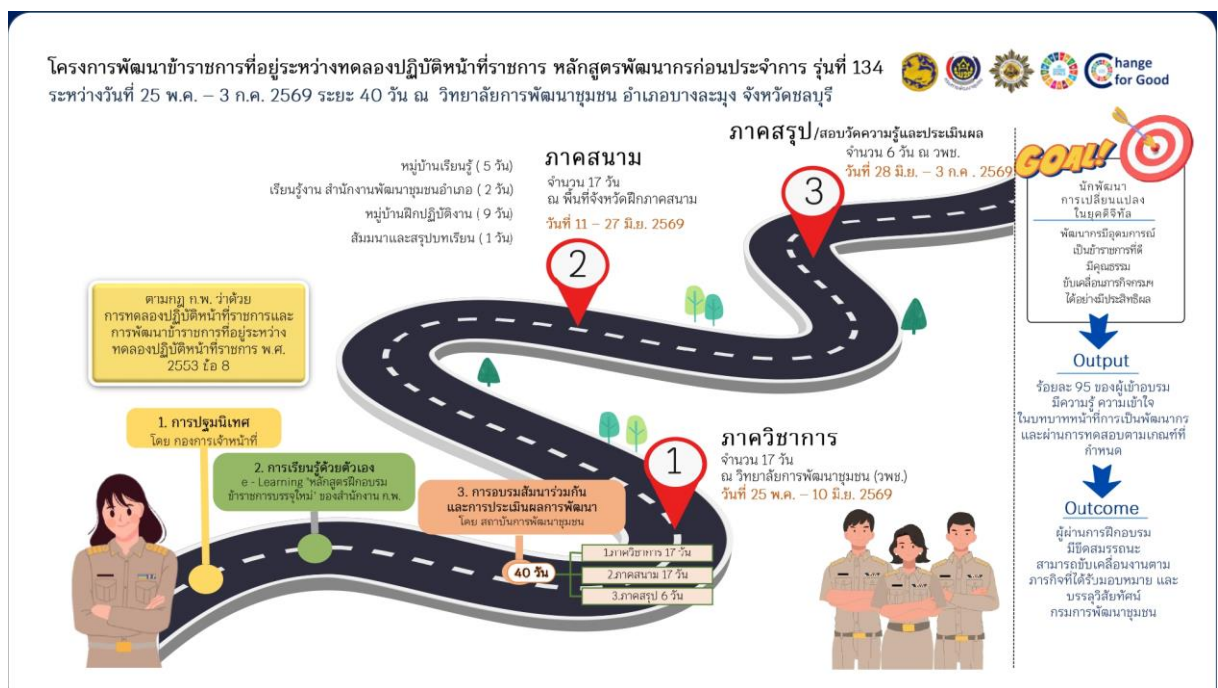 โครงการพัฒนาข้าราชการที่อยู่ระหว่างทดลองปฏิบัติหน้าที่ราชการ หลักสูตรพัฒนากรก่อนประจำการ รุ่นที่ 134
ระหว่างวันที่ 25 พ.ค. – 3 ก.ค. 2569 ระยะ 40 วัน ณ วิทยาลัยการพัฒนาชุมชน อำเภอบางละมุง จังหวัดชลบุรี
Change
for Good
ภาคสรุป/สอบวัดความรู้และประเมินผล
จำนวน 6 วัน ณ วพช.
วันที่ 28 มิ.ย. – 3 ก.ค . 2569
3
ภาคสนาม
จำนวน 17 วัน
ณ พื้นที่จังหวัดฝึกภาคสนาม
วันที่ 11 – 27 มิ.ย. 2569
2
หมู่บ้านเรียนรู้ ( 5 วัน)
เรียนรู้งาน สำนักงานพัฒนาชุมชนอำเภอ ( 2 วัน)
หมู่บ้านฝึกปฏิบัติงาน ( 9 วัน)
สัมมนาและสรุปบทเรียน ( 1 วัน)
ตามกฎ ก.พ. ว่าด้วย
การทดลองปฏิบัติหน้าที่ราชการและ
การพัฒนาข้าราชการที่อยู่ระหว่าง
ทดลองปฏิบัติหน้าที่ราชการ พ.ศ.
2553 ข้อ 8
1. การปฐมนิเทศ
โดย กองการเจ้าหน้าที่
2. การเรียนรู้ด้วยตัวเอง
e - Learning 'หลักสูตรฝึกอบรม
ข้าราชการบรรจุใหม่' ของสำนักงาน ก.พ.
3. การอบรมสัมนาร่วมกัน
และการประเมินผลการพัฒนา
โดย สถาบันการพัฒนาชุมชน
40 วัน
1.ภาควิชาการ 17 วัน
2.ภาคสนาม 17 วัน
3.ภาคสรุป 6 วัน
1
ภาควิชาการ
จำนวน 17 วัน
ณ วิทยาลัยการพัฒนาชุมชน (วพช.)
วันที่ 25 พ.ค. – 10 มิ.ย. 2569
GOAL!
นักพัฒนา
การเปลี่ยนแปลง
ในยุคดิจิทัล
พัฒนากรมีอุดมการณ์
เป็นข้าราชการที่ดี
มีคุณธรรม
ขับเคลื่อนภารกิจกรมฯ
ได้อย่างมีประสิทธิผล
Output
ร้อยละ 95 ของผู้เข้าอบรม
มีความรู้ ความเข้าใจ
ในบทบาทหน้าที่การเป็นพัฒนากร
และผ่านการทดสอบตามเกณฑ์ที่
กำหนด
Outcome
ผู้ผ่านการฝึกอบรม
มีขีดสมรรถนะ
สามารถขับเคลื่อนงานตาม
ภารกิจที่ได้รับมอบหมาย และ
บรรลุวิสัยทัศน์
กรมการพัฒนาชุมชน